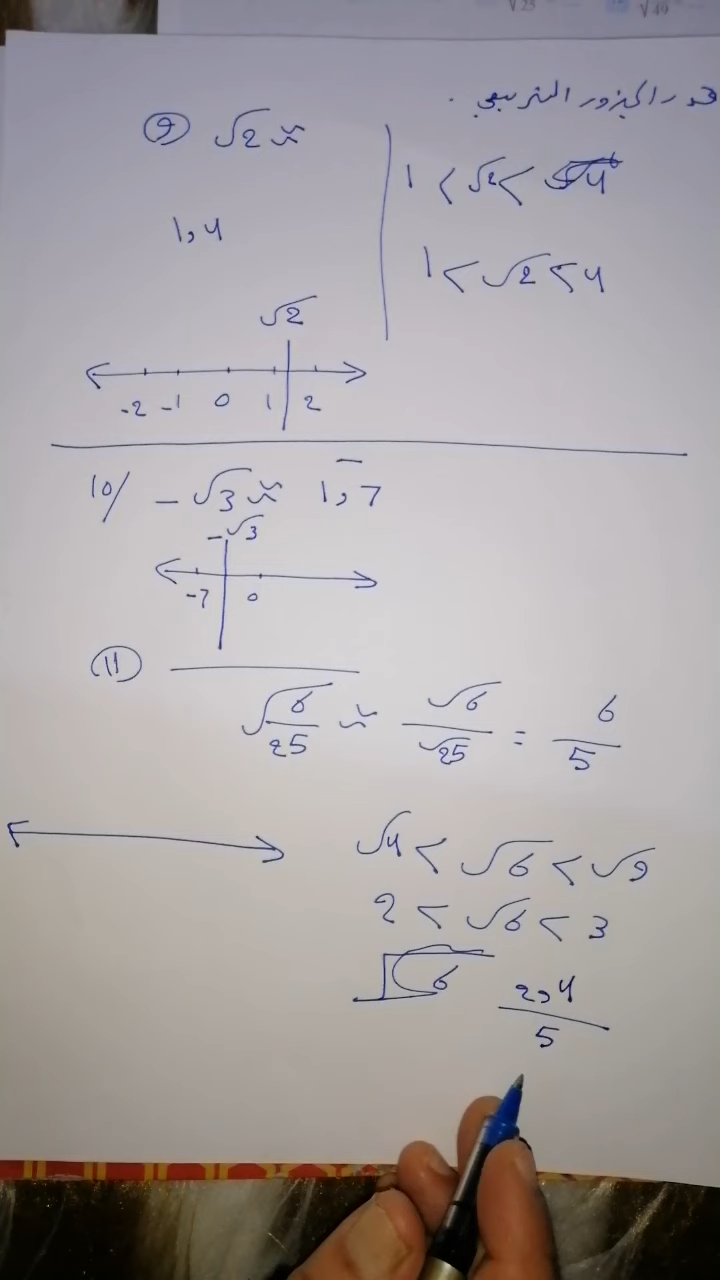 قدر الجزور التربيعي .
9 √2 ≈
1 < √2 < √4
1,4
1 < √2 < 4
√2
-2 -1 0 1 2
10/ -√3 ≈ -1,7
-√3
-7 0
11
√6/25 ≈ √6/√25 = 6/5
√4 < √6 < √9
2 < √6 < 3
6 2,4/5